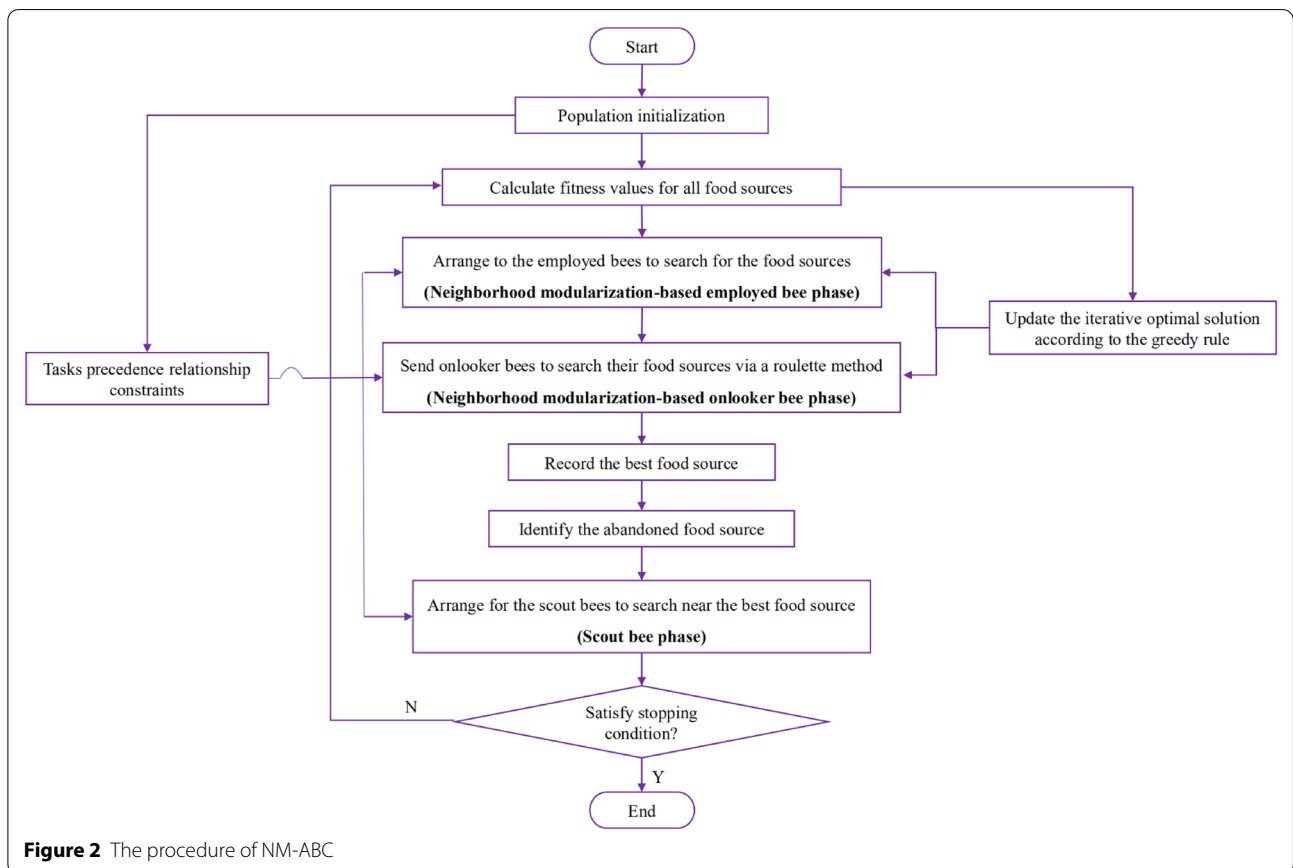 Start
Population initialization
Calculate fitness values for all food sources
Arrange to the employed bees to search for the food sources
(Neighborhood modularization-based employed bee phase)
Update the iterative optimal solution
according to the greedy rule
Tasks precedence relationship
constraints
Send onlooker bees to search their food sources via a roulette method
(Neighborhood modularization-based onlooker bee phase)
Record the best food source
Identify the abandoned food source
Arrange for the scout bees to search near the best food source
(Scout bee phase)
N
Satisfy stopping
condition?
Y
End
Figure 2 The procedure of NM-ABC